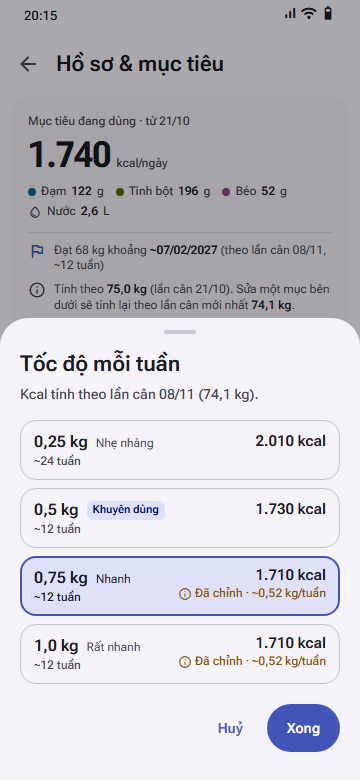 20:15
Hồ sơ & mục tiêu
Mục tiêu đang dùng · từ 21/10
1.740 kcal/ngày
Đạm 122 g Tinh bột 196 g Béo 52 g
Nước 2,6 L
Đạt 68 kg khoảng ~07/02/2027 (theo lần cân 08/11,
~12 tuần)
Tính theo 75,0 kg (lần cân 21/10). Sửa một mục bên
dưới sẽ tính lại theo lần cân mới nhất 74,1 kg.
Tốc độ mỗi tuần
Kcal tính theo lần cân 08/11 (74,1 kg).
0,25 kg Nhẹ nhàng 2.010 kcal
~24 tuần
0,5 kg Khuyên dùng 1.730 kcal
~12 tuần
0,75 kg Nhanh 1.710 kcal
~12 tuần Đã chỉnh · ~0,52 kg/tuần
1,0 kg Rất nhanh 1.710 kcal
~12 tuần Đã chỉnh · ~0,52 kg/tuần
Huỷ Xong